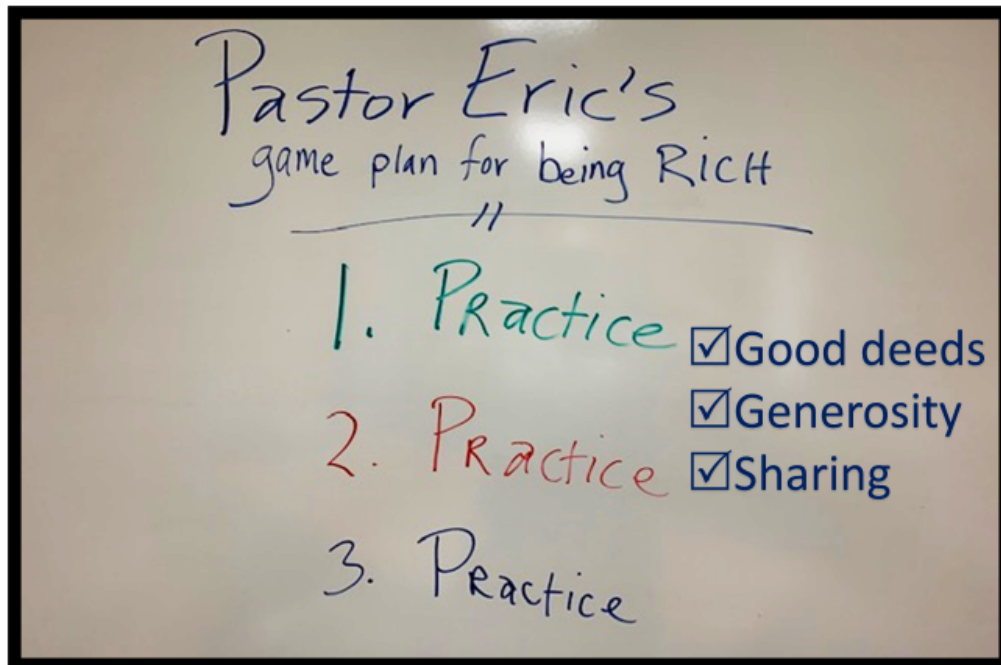 Pastor Eric's
game plan for being RICH
1. Practice
☑Good deeds
☑Generosity
2. Practice
☑Sharing
3. Practice